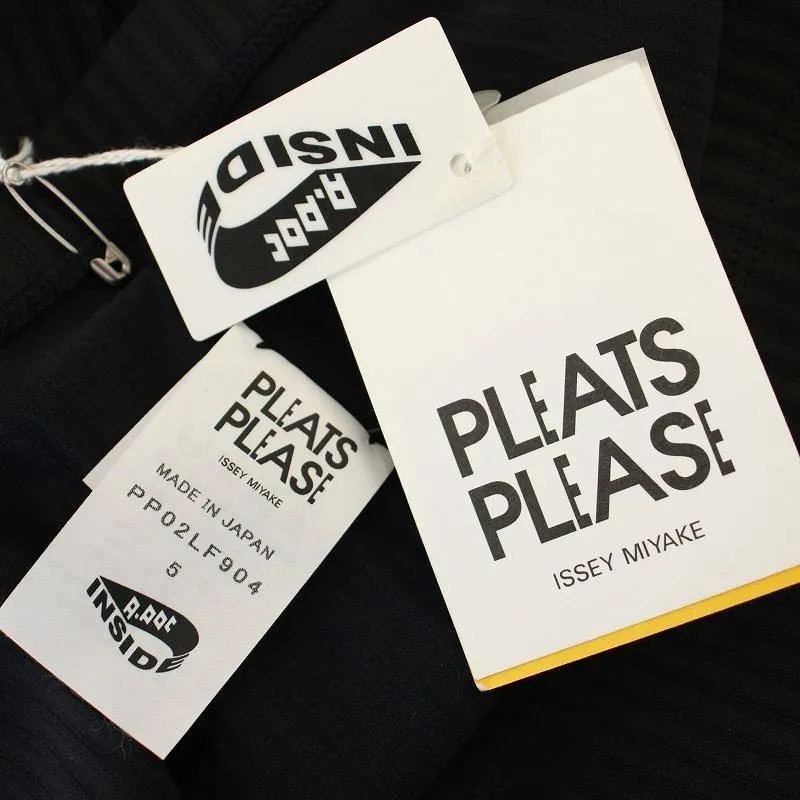 A.POC
INSIDE
PLEATS
PLEASE
ISSEY MIYAKE
PLEATS
PLEASE
ISSEY MIYAKE
MADE IN JAPAN
PP02LF904
5
A.POC
INSIDE